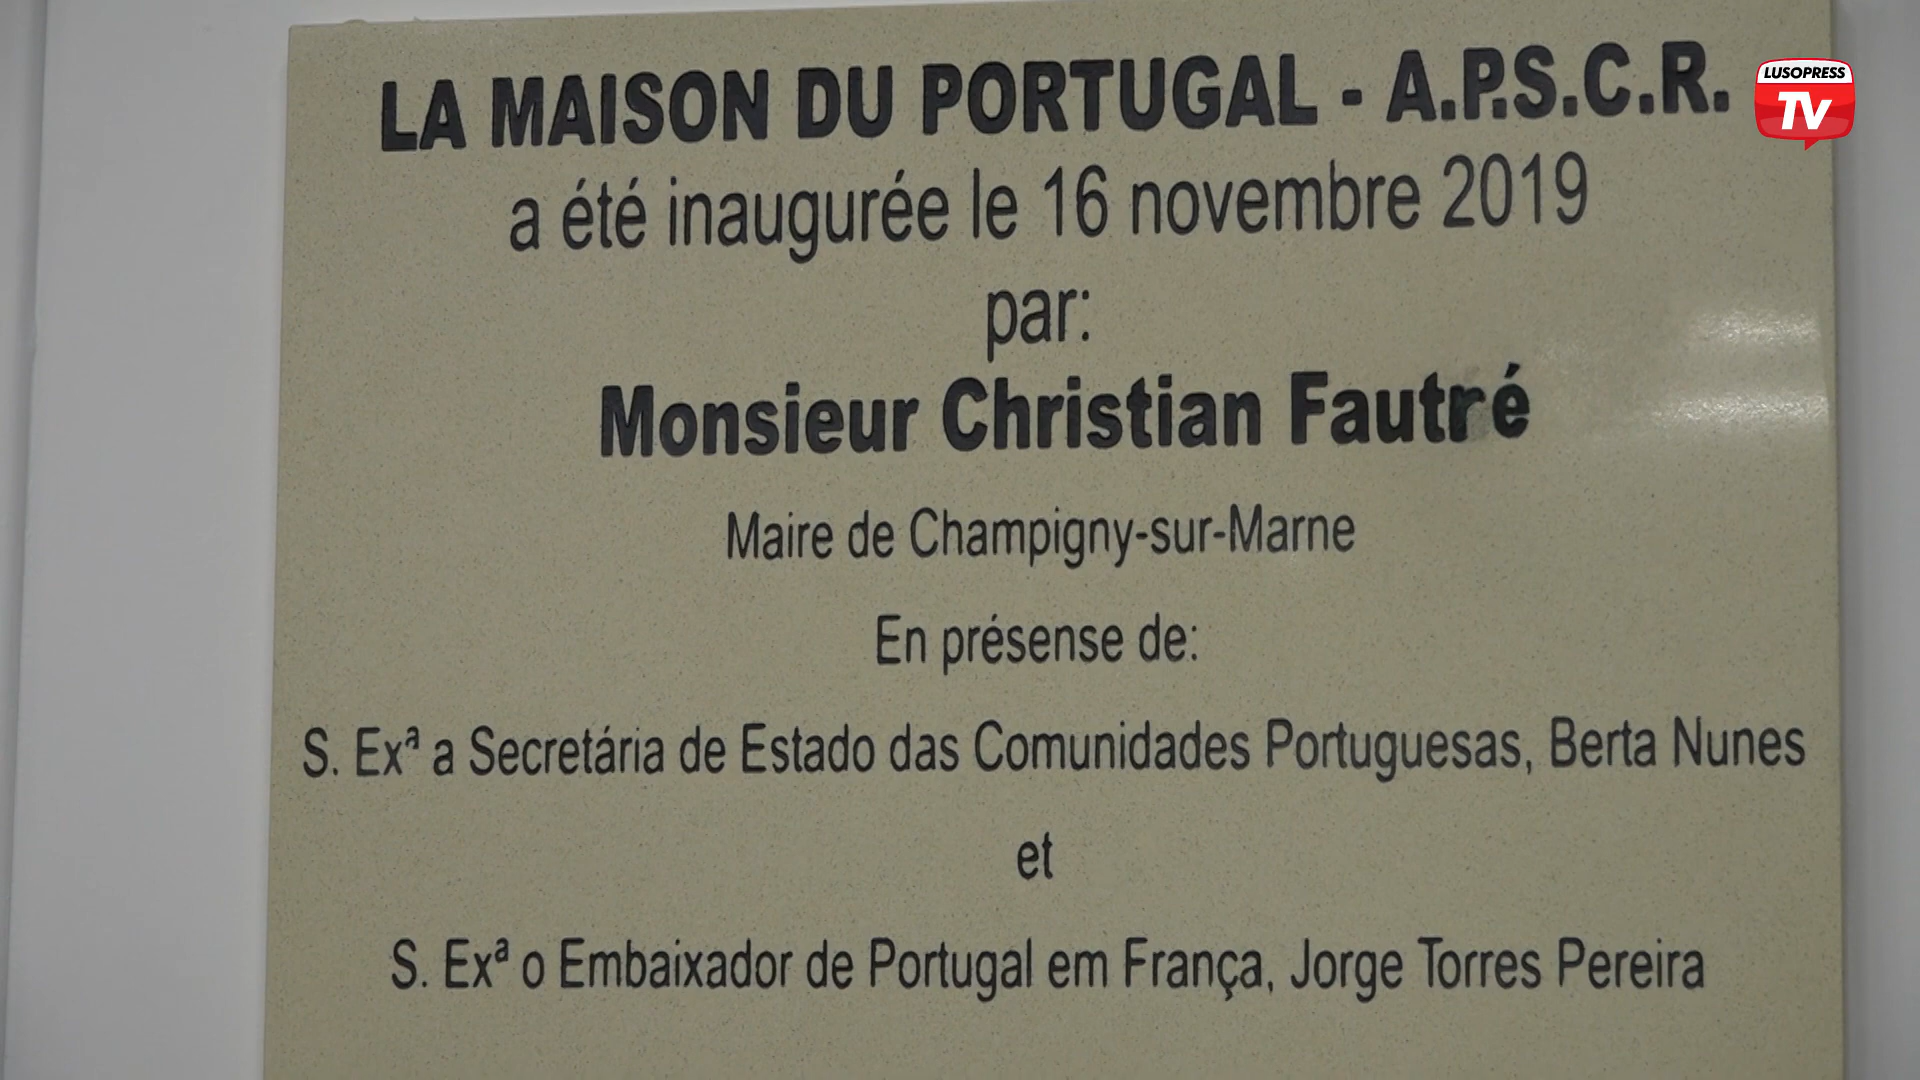 LA MAISON DU PORTUGAL - A.P.S.C.R.
LUSOPRESS
TV
a été inaugurée le 16 novembre 2019
par:
Monsieur Christian Fautré
Maire de Champigny-sur-Marne
En présense de:
S. Exª a Secretária de Estado das Comunidades Portuguesas, Berta Nunes
et
S. Exª o Embaixador de Portugal em França, Jorge Torres Pereira